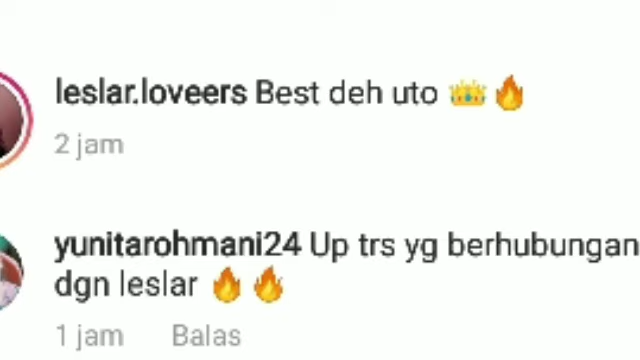 leslar.loveers Best deh uto 👑🔥
2 jam
yunitarohmani24 Up trs yg berhubungan
dgn leslar 🔥🔥
1 jam Balas